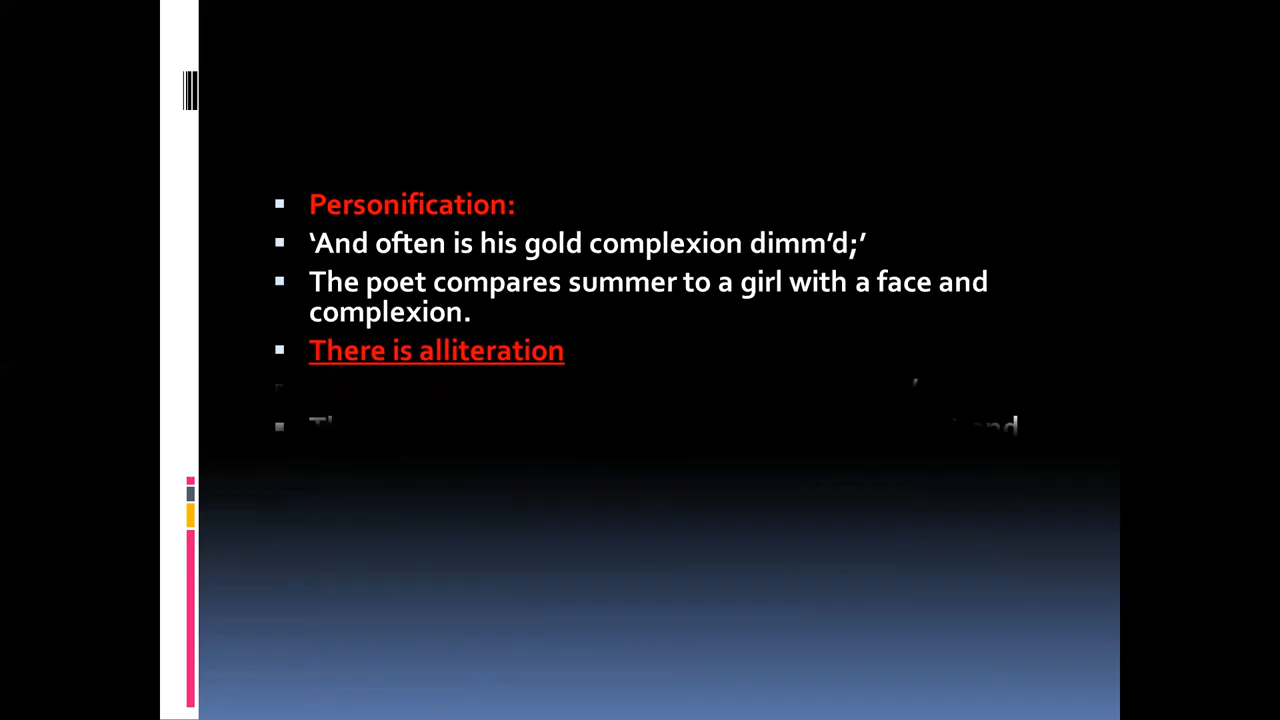 Personification:
‘And often is his gold complexion dimm’d;’
The poet compares summer to a girl with a face and
complexion.
There is alliteration
and